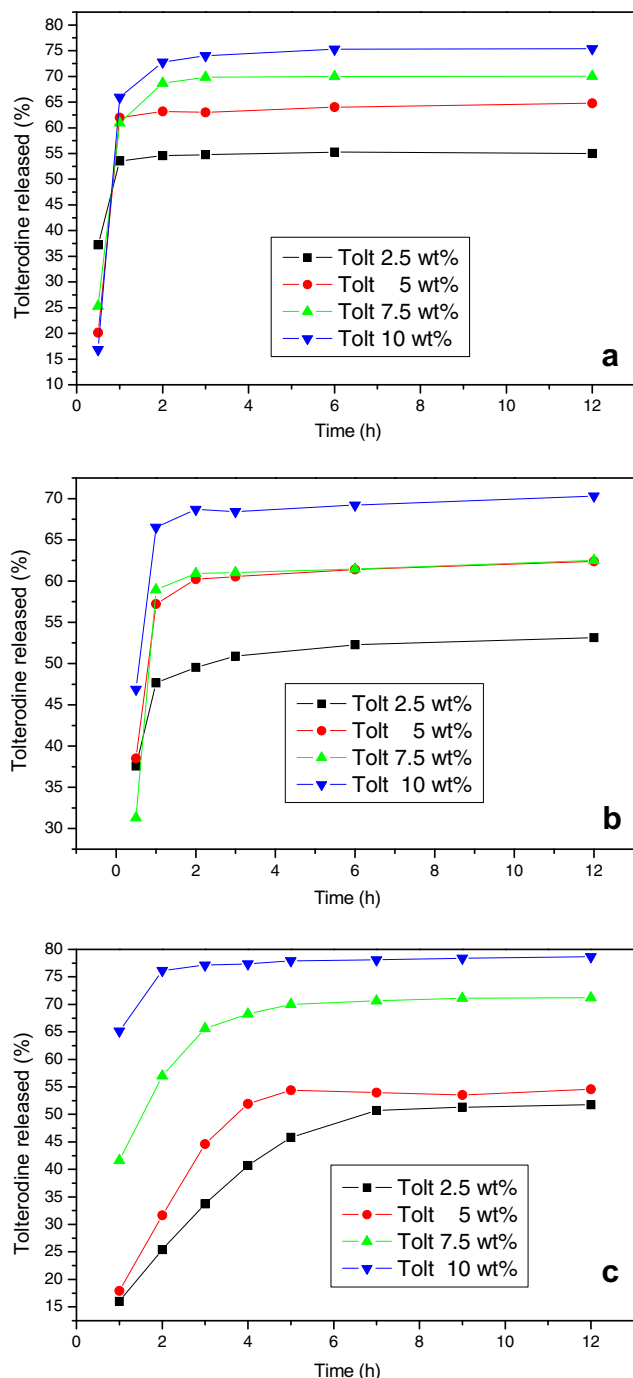 80
75
70
65
60
55
50
45
40
35
30
25
20
15
10
Tolterodine released (%)
Tolt 2.5 wt%
Tolt 5 wt%
Tolt 7.5 wt%
Tolt 10 wt%
a
0 2 4 6 8 10 12
Time (h)
70
65
60
55
50
45
40
35
30
Tolterodine released (%)
Tolt 2.5 wt%
Tolt 5 wt%
Tolt 7.5 wt%
Tolt 10 wt%
b
0 2 4 6 8 10 12
Time (h)
80
75
70
65
60
55
50
45
40
35
30
25
20
15
Tolterodine released (%)
Tolt 2.5 wt%
Tolt 5 wt%
Tolt 7.5 wt%
Tolt 10 wt%
c
0 2 4 6 8 10 12
Time (h)